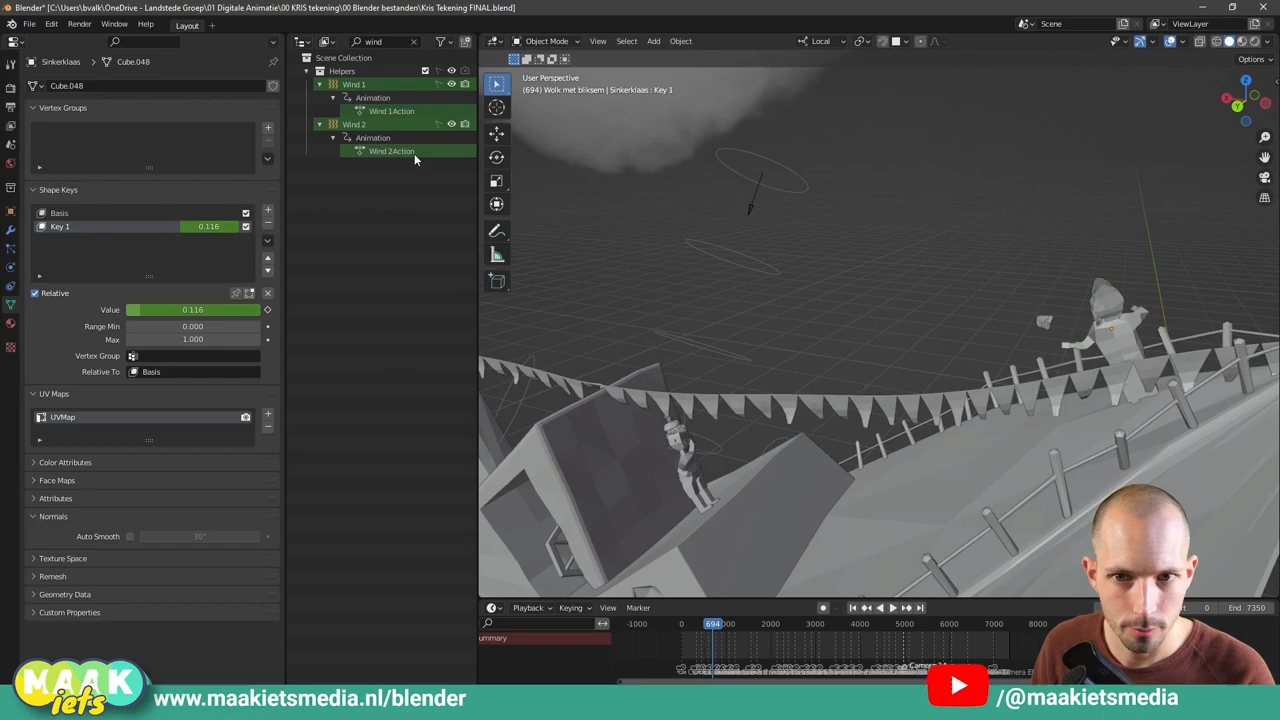 Blender* [C:\Users\bvalk\OneDrive - Landstede Groep\01 Digitale Animatie\00 KRIS tekening\00 Blender bestanden\Kris Tekening FINAL.blend]
File Edit Render Window Help Layout
Scene ViewLayer
wind
Object Mode View Select Add Object Local
Options
Sinkerklaas > Cube.048
Cube.048
Vertex Groups
Shape Keys
Basis
Key 1 0.116
Relative
Value 0.116
Range Min 0.000
Max 1.000
Vertex Group
Relative To Basis
UV Maps
UVMap
Color Attributes
Face Maps
Attributes
Normals
Auto Smooth 30°
Texture Space
Remesh
Geometry Data
Custom Properties
Scene Collection
Helpers
Wind 1
Animation
Wind 1Action
Wind 2
Animation
Wind 2Action
User Perspective
(694) Wolk met bliksem | Sinkerklaas : Key 1
X
Y
Z
Playback Keying View Marker
0 End 7350
-1000 0 694 2000 3000 4000 5000 6000 7000 8000
ummary
MAAK
iets
www.maakietsmedia.nl/blender
/@maakietsmedia